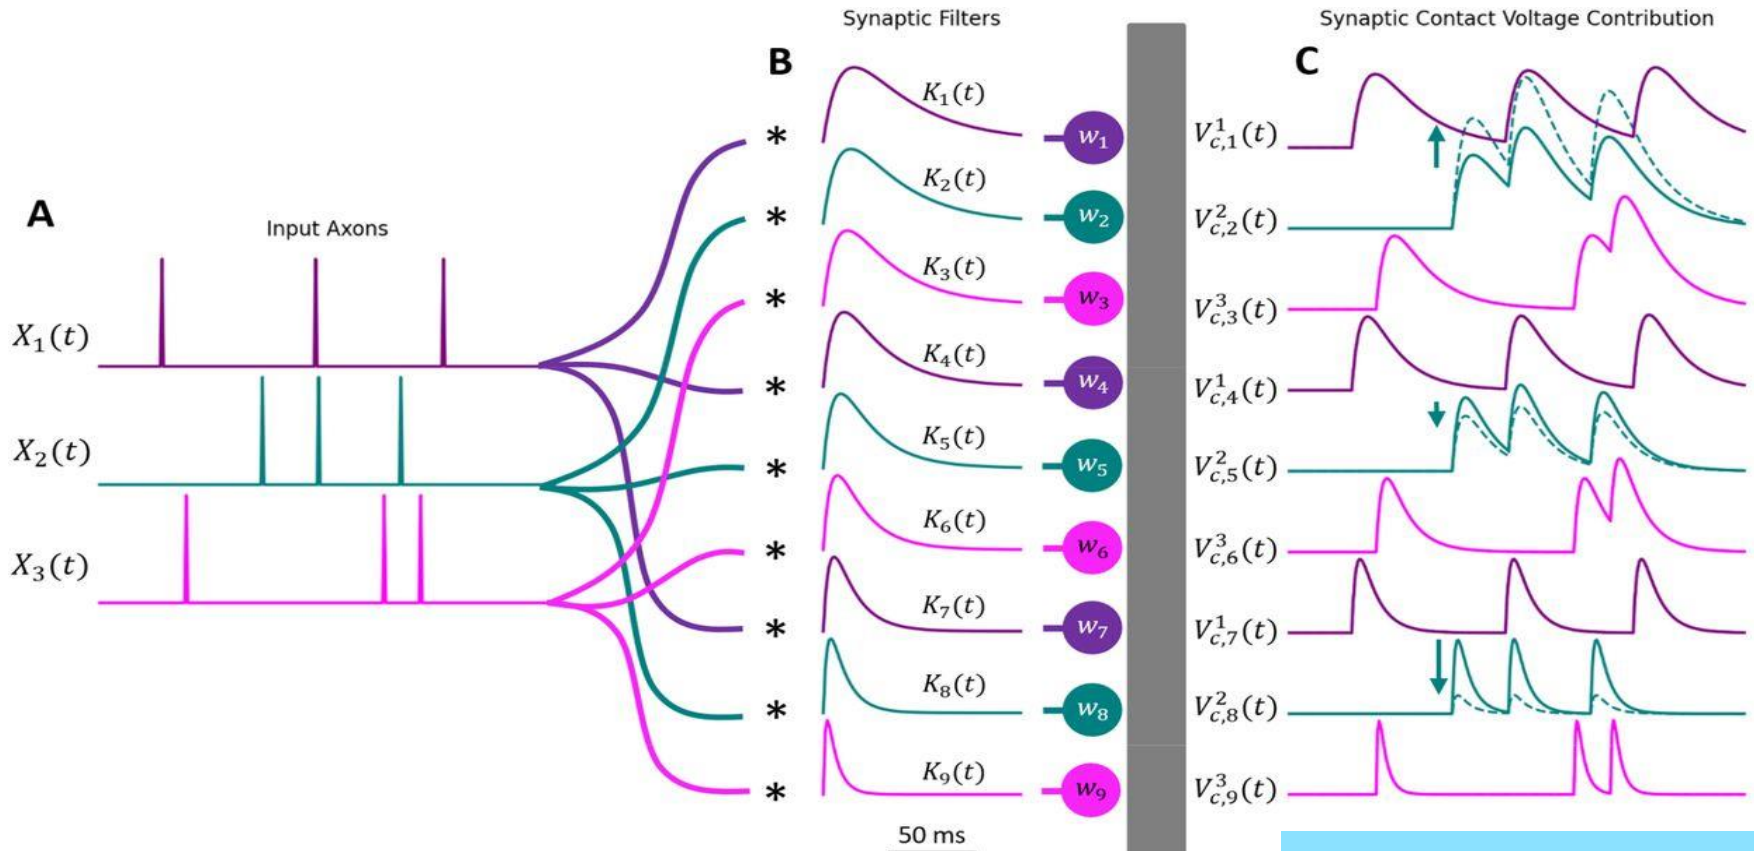 Synaptic Filters
Synaptic Contact Voltage Contribution
A
Input Axons
X₁(t)
X₂(t)
X₃(t)
B
* K₁(t) w₁
* K₂(t) w₂
* K₃(t) w₃
* K₄(t) w₄
* K₅(t) w₅
* K₆(t) w₆
* K₇(t) w₇
* K₈(t) w₈
* K₉(t) w₉
50 ms
C
V¹c,1(t)
V²c,2(t)
V³c,3(t)
V¹c,4(t)
V²c,5(t)
V³c,6(t)
V¹c,7(t)
V²c,8(t)
V³c,9(t)